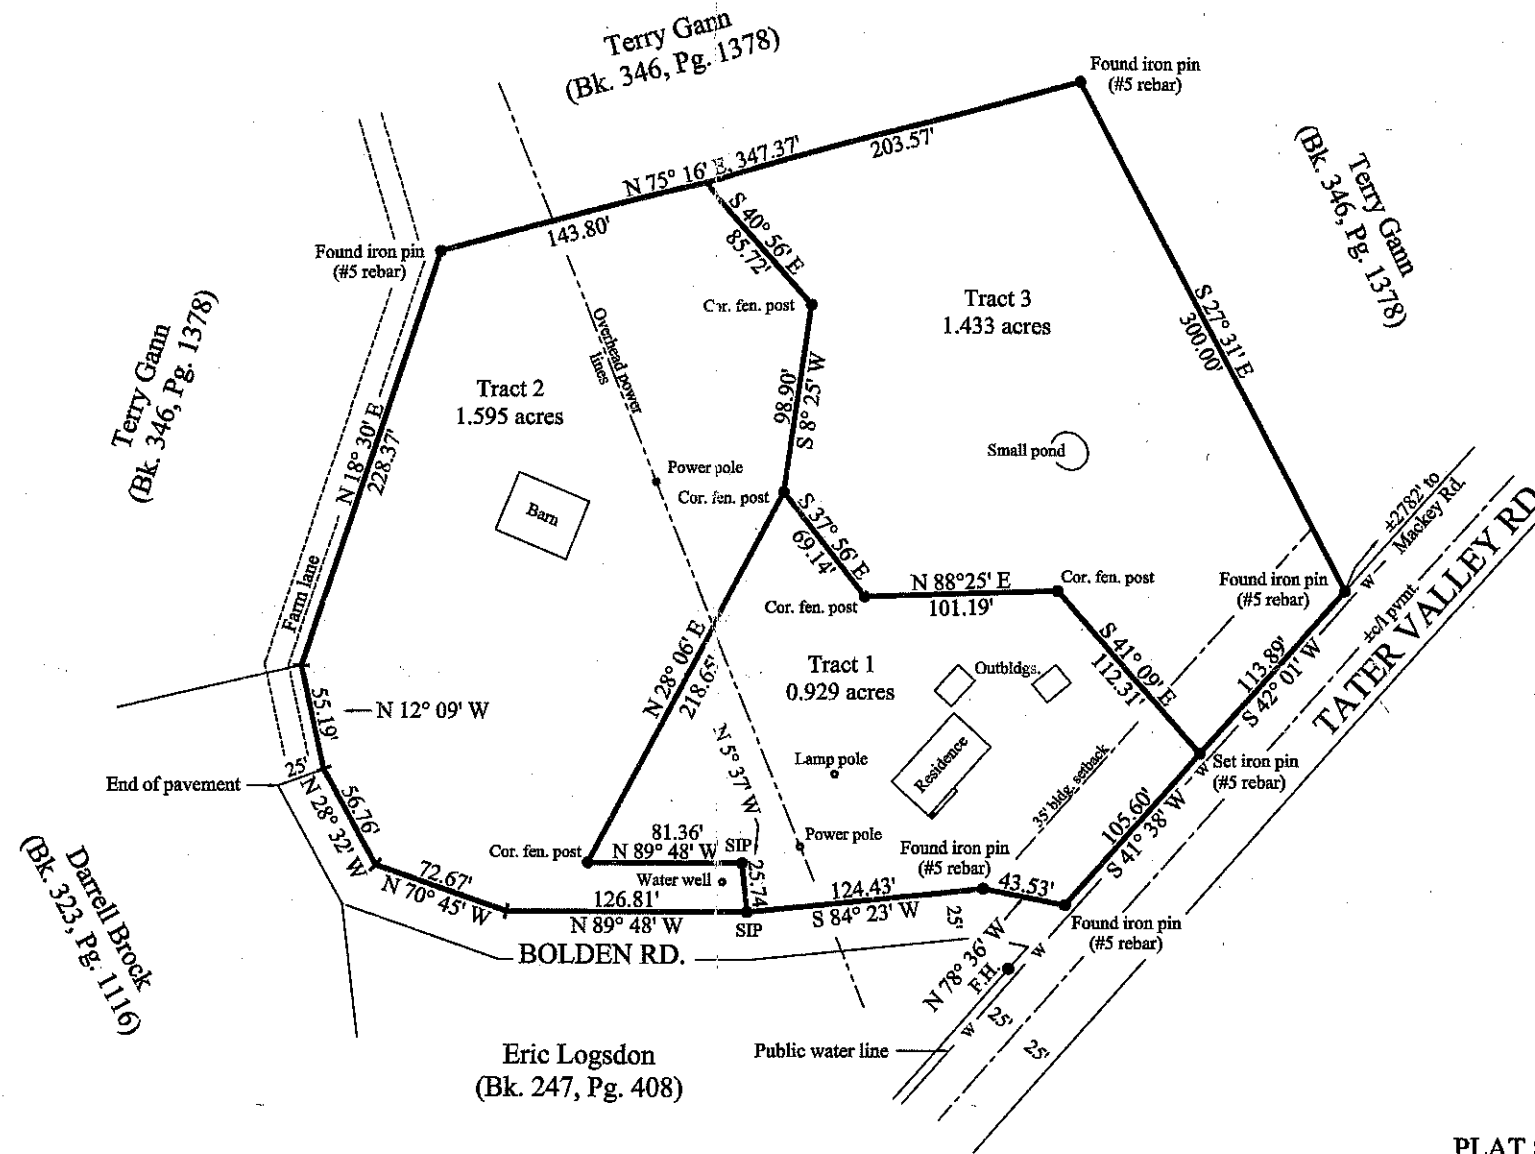 Terry Gann
(Bk. 346, Pg. 1378)
Found iron pin
(#5 rebar)
N 75° 16' E, 347.37'
203.57'
143.80'
Terry Gann
(Bk. 346, Pg. 1378)
S 40° 56' E
85.72'
Found iron pin
(#5 rebar)
Cor. fen. post
Tract 3
1.433 acres
S 27° 31' E
300.00'
Terry Gann
(Bk. 346, Pg. 1378)
Overhead power
lines
Tract 2
1.595 acres
98.90'
S 8° 25' W
N 18° 30' E
228.37'
Small pond
Power pole
Cor. fen. post
Barn
S 37° 56' E
69.14'
±2782' to
Mackey Rd.
TATER VALLEY RD
±c/l pvmt.
Farm lane
N 88°25' E
101.19'
Cor. fen. post
Cor. fen. post
Found iron pin
(#5 rebar)
w
N 28° 06' E
218.65'
Tract 1
0.929 acres
Outbldgs.
S 41° 09' E
112.31'
113.89'
S 42° 01' W
55.19'
N 12° 09' W
N 5° 37' W
Lamp pole
Residence
35' bldg. setback
Set iron pin
(#5 rebar)
w
End of pavement
25'
56.76'
N 28° 32' W
81.36'
N 89° 48' W
SIP
Power pole
Cor. fen. post
Water well
25.74'
Found iron pin
(#5 rebar)
105.60'
S 41° 38' W
72.67'
N 70° 45' W
126.81'
N 89° 48' W
SIP
124.43'
S 84° 23' W
43.53'
25'
Found iron pin
(#5 rebar)
BOLDEN RD.
N 78° 36' W
F.H.
w
Darrell Brock
(Bk. 323, Pg. 1116)
w
25'
25'
Eric Logsdon
(Bk. 247, Pg. 408)
Public water line
PLAT